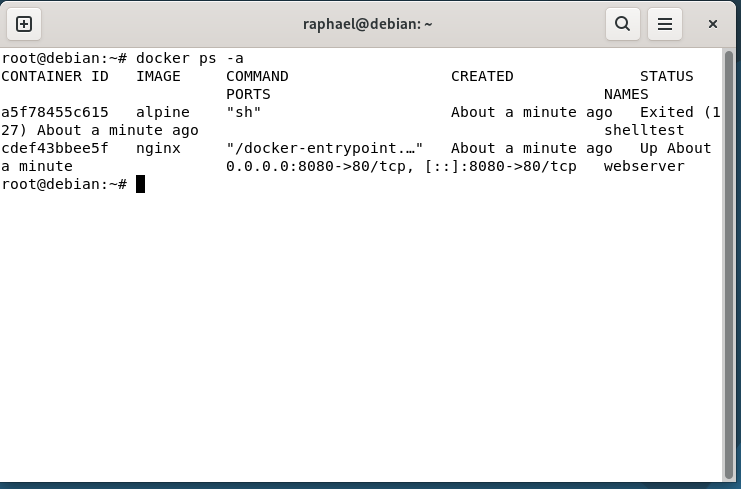 raphael@debian: ~
root@debian:~# docker ps -a
CONTAINER ID   IMAGE     COMMAND                  CREATED              STATUS
                         PORTS                                     NAMES
a5f78455c615   alpine    "sh"                     About a minute ago   Exited (1
27) About a minute ago                                             shelltest
cdef43bbee5f   nginx     "/docker-entrypoint.…"   About a minute ago   Up About
a minute                 0.0.0.0:8080->80/tcp, [::]:8080->80/tcp   webserver
root@debian:~#